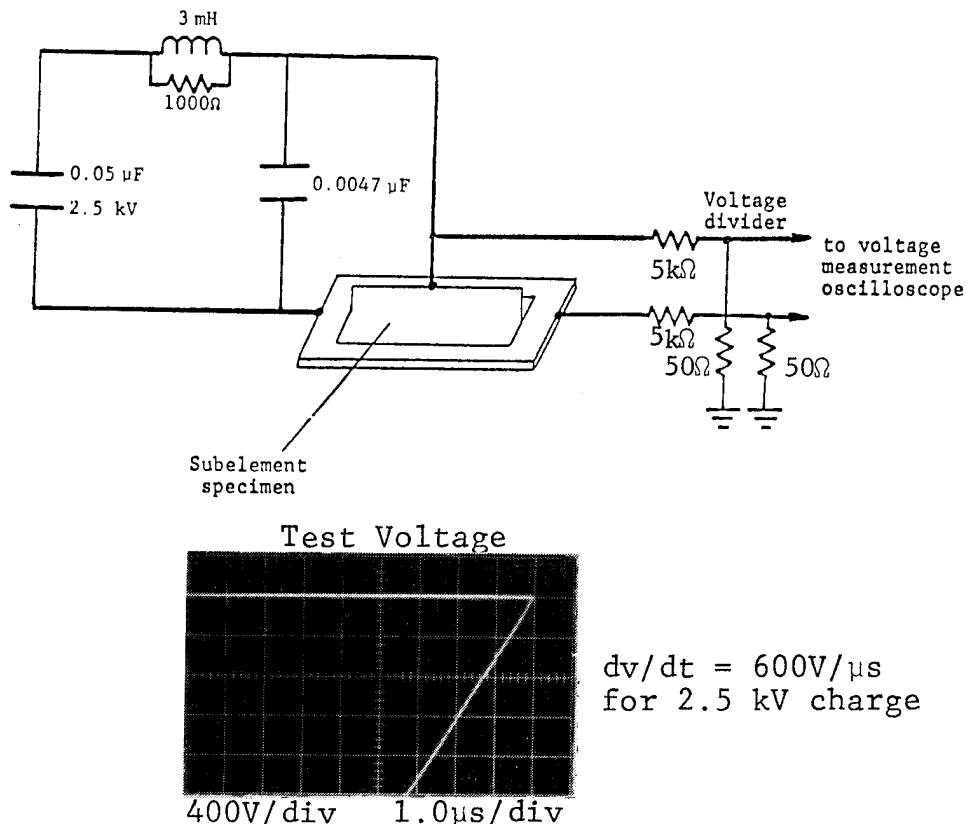 3 mH
1000Ω
0.05 µF
2.5 kV
0.0047 µF
Voltage
divider
to voltage
measurement
oscilloscope
5kΩ
5kΩ
50Ω
50Ω
Subelement
specimen
Test Voltage
dv/dt = 600V/µs
for 2.5 kV charge
400V/div 1.0µs/div